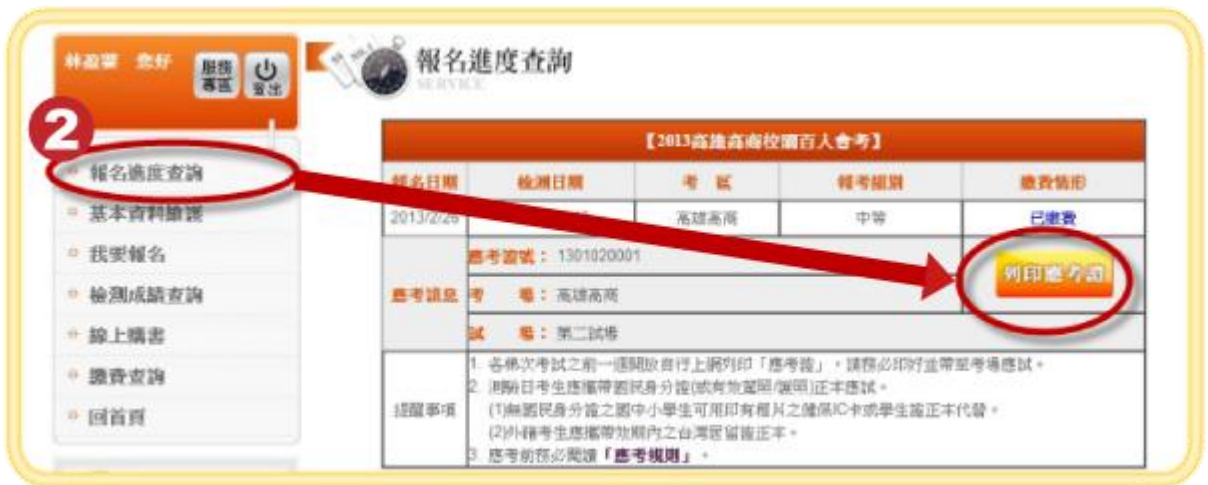 您好
服務
專區
登出
報名進度查詢
SERVICE
2
報名進度查詢
基本資料維護
我要報名
檢測成績查詢
線上購書
繳費查詢
回首頁
【2013高雄高商校園百人會考】
報名日期 檢測日期 考 區 報考組別 繳費情形
2013/2/26 高雄高商 中等 已繳費
應考訊息
應考證號： 1301020001
考 場： 高雄高商
試 場： 第二試場
列印應考證
提醒事項
1. 各梯次考試之前一週開放自行上網列印「應考證」，請務必印好並帶至考場應試。
2. 測驗日考生應攜帶國民身分證(或有效駕照/護照)正本應試。
(1)無國民身分證之國中小學生可用印有相片之健保IC卡或學生證正本代替。
(2)外籍考生應攜帶效期內之台灣居留證正本。
3. 應考前務必閱讀「應考規則」。